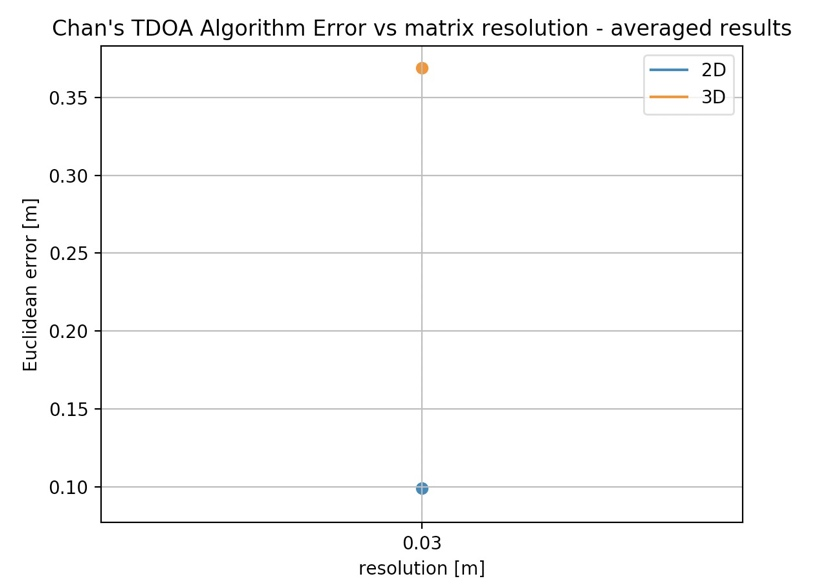 Chan's TDOA Algorithm Error vs matrix resolution - averaged results
2D
3D
0.35
0.30
0.25
0.20
0.15
0.10
Euclidean error [m]
0.03
resolution [m]